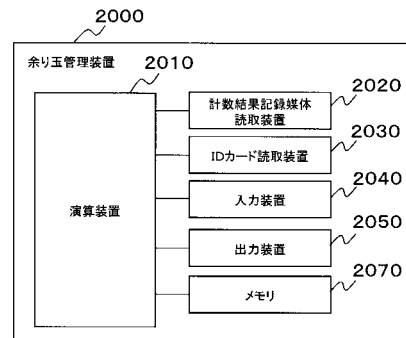 2000
余り玉管理装置
2010
演算装置
計数結果記録媒体
読取装置
2020
IDカード読取装置
2030
入力装置
2040
出力装置
2050
メモリ
2070